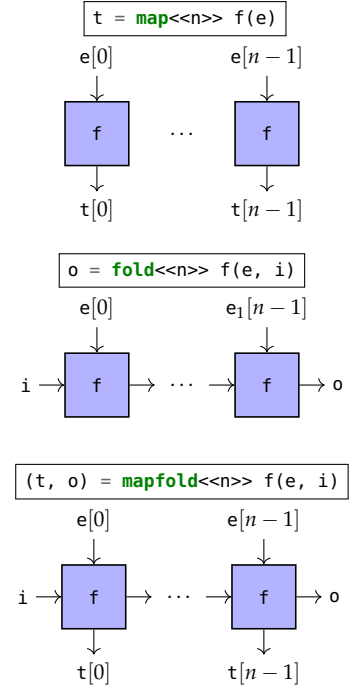 t = map<<n>> f(e)
e[0] e[n − 1]
f ··· f
t[0] t[n − 1]
o = fold<<n>> f(e, i)
e[0] e₁[n − 1]
i f ··· f o
(t, o) = mapfold<<n>> f(e, i)
e[0] e[n − 1]
i f ··· f o
t[0] t[n − 1]